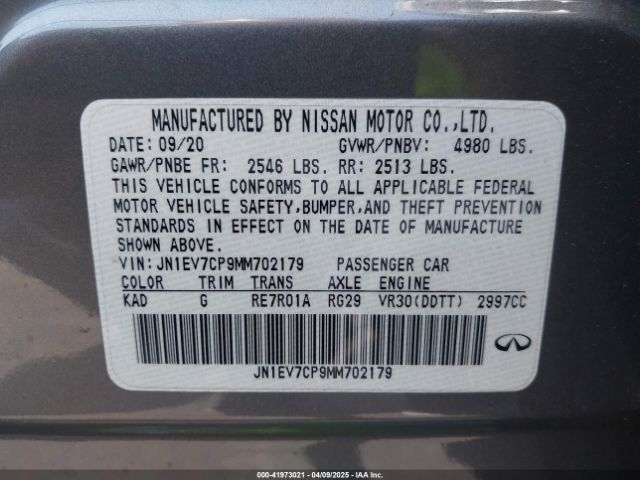 MANUFACTURED BY NISSAN MOTOR CO.,LTD.
DATE: 09/20 GVWR/PNBV: 4980 LBS.
GAWR/PNBE FR: 2546 LBS. RR: 2513 LBS.
THIS VEHICLE CONFORMS TO ALL APPLICABLE FEDERAL
MOTOR VEHICLE SAFETY,BUMPER,AND THEFT PREVENTION
STANDARDS IN EFFECT ON THE DATE OF MANUFACTURE
SHOWN ABOVE.
VIN:JN1EV7CP9MM702179 PASSENGER CAR
COLOR TRIM TRANS AXLE ENGINE
KAD G RE7R01A RG29 VR30(DDTT) 2997CC
JN1EV7CP9MM702179
000-41973021 - 04/09/2025 - IAAI.COM